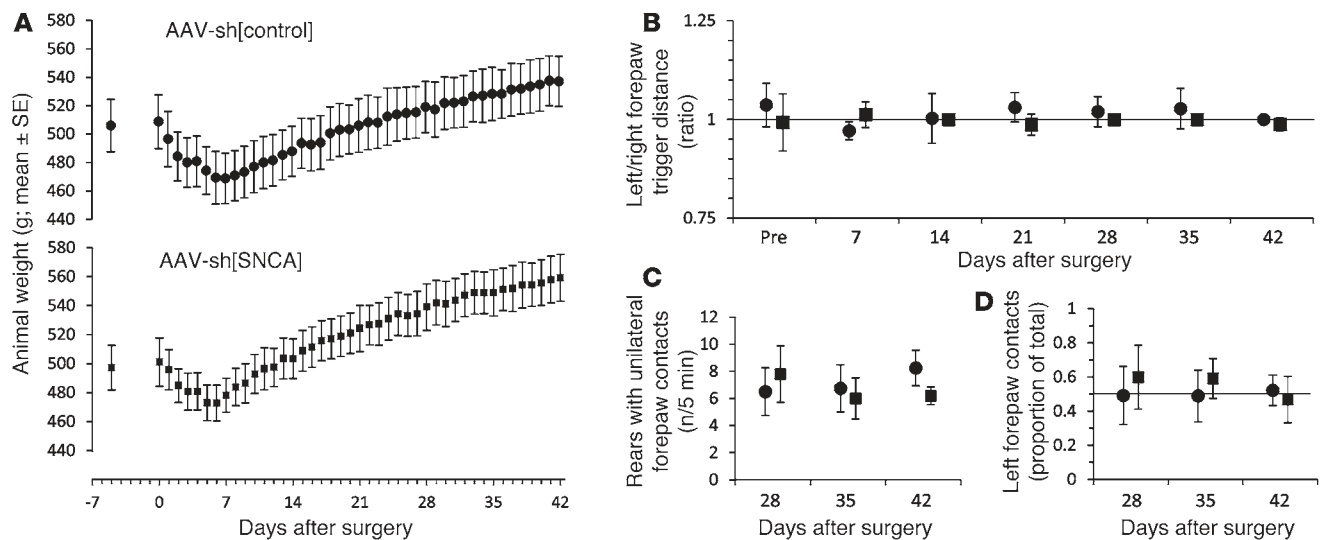 A
AAV-sh[control]
580
560
540
520
500
480
460
440
AAV-sh[SNCA]
580
560
540
520
500
480
460
440
Animal weight (g; mean ± SE)
-7 0 7 14 21 28 35 42
Days after surgery
B
Left/right forepaw
trigger distance
(ratio)
1.25
1
0.75
Pre 7 14 21 28 35 42
Days after surgery
C
Rears with unilateral
forepaw contacts
(n/5 min)
12
10
8
6
4
2
0
28 35 42
Days after surgery
D
Left forepaw contacts
(proportion of total)
1
0.8
0.6
0.4
0.2
0
28 35 42
Days after surgery